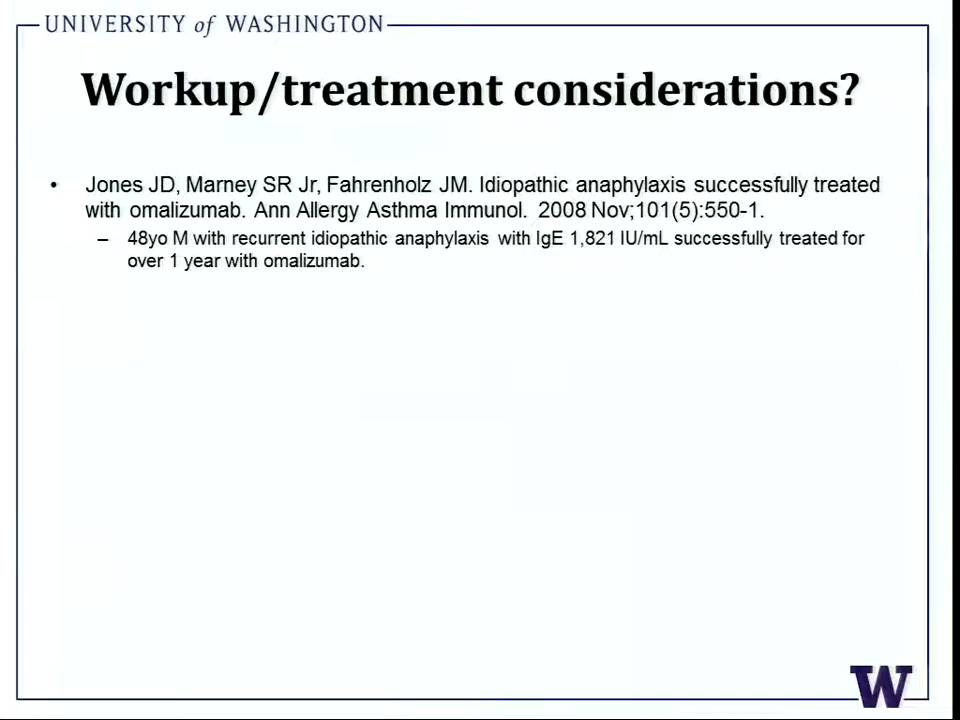 UNIVERSITY of WASHINGTON
Workup/treatment considerations?
• Jones JD, Marney SR Jr, Fahrenholz JM. Idiopathic anaphylaxis successfully treated
with omalizumab. Ann Allergy Asthma Immunol. 2008 Nov;101(5):550-1.
– 48yo M with recurrent idiopathic anaphylaxis with IgE 1,821 IU/mL successfully treated for
over 1 year with omalizumab.
W